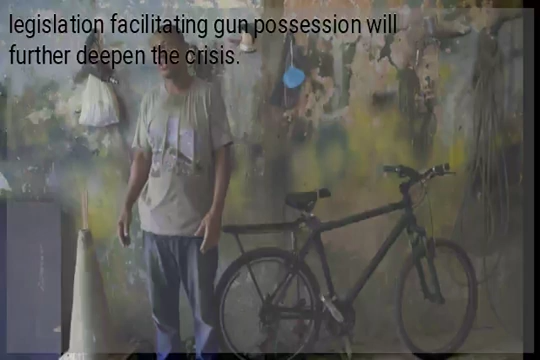 legislation facilitating gun possession will
further deepen the crisis.